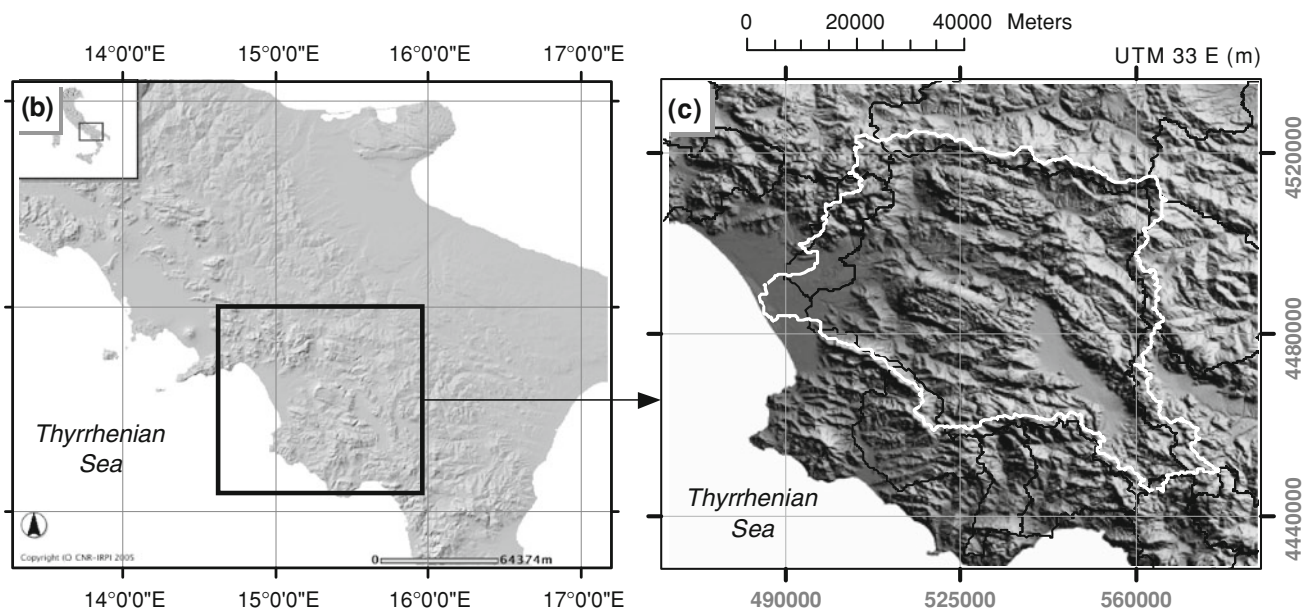 0 20000 40000 Meters
14°0'0"E 15°0'0"E 16°0'0"E 17°0'0"E
UTM 33 E (m)
(b)
(c)
4520000
4480000
4440000
Thyrrhenian
Sea
Thyrrhenian
Sea
Copyright (C) CNR-IRPI 2005
0 64374m
14°0'0"E 15°0'0"E 16°0'0"E 17°0'0"E
490000 525000 560000